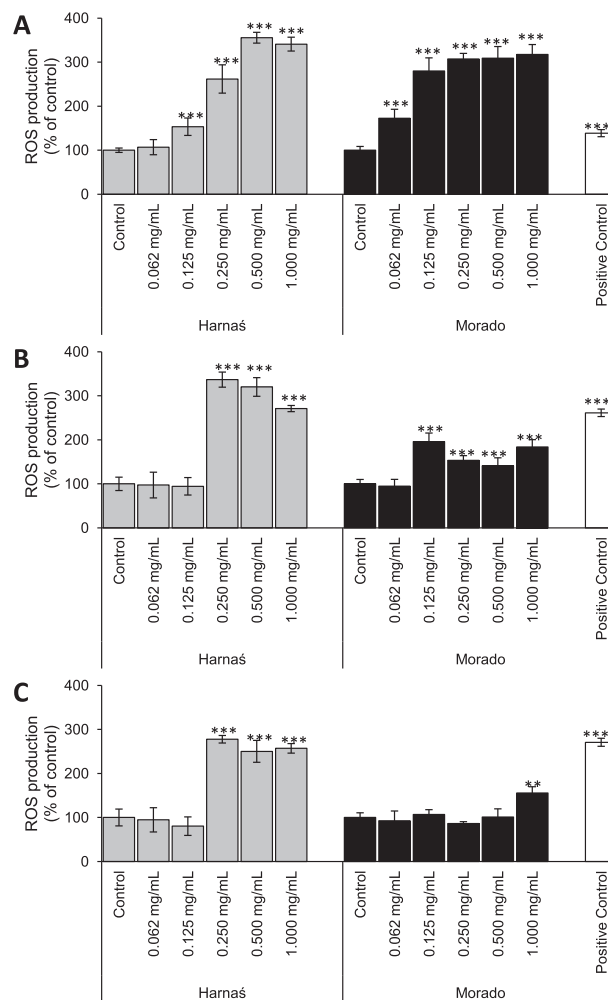 A
ROS production
(% of control)
400
300
200
100
0
*** *** *** ***
*** *** *** *** ***
***
Control
0.062 mg/mL
0.125 mg/mL
0.250 mg/mL
0.500 mg/mL
1.000 mg/mL
Control
0.062 mg/mL
0.125 mg/mL
0.250 mg/mL
0.500 mg/mL
1.000 mg/mL
Positive Control
Harnaś
Morado
B
ROS production
(% of control)
400
300
200
100
0
*** *** ***
*** *** *** ***
***
Control
0.062 mg/mL
0.125 mg/mL
0.250 mg/mL
0.500 mg/mL
1.000 mg/mL
Control
0.062 mg/mL
0.125 mg/mL
0.250 mg/mL
0.500 mg/mL
1.000 mg/mL
Positive Control
Harnaś
Morado
C
ROS production
(% of control)
400
300
200
100
0
*** *** ***
**
***
Control
0.062 mg/mL
0.125 mg/mL
0.250 mg/mL
0.500 mg/mL
1.000 mg/mL
Control
0.062 mg/mL
0.125 mg/mL
0.250 mg/mL
0.500 mg/mL
1.000 mg/mL
Positive Control
Harnaś
Morado